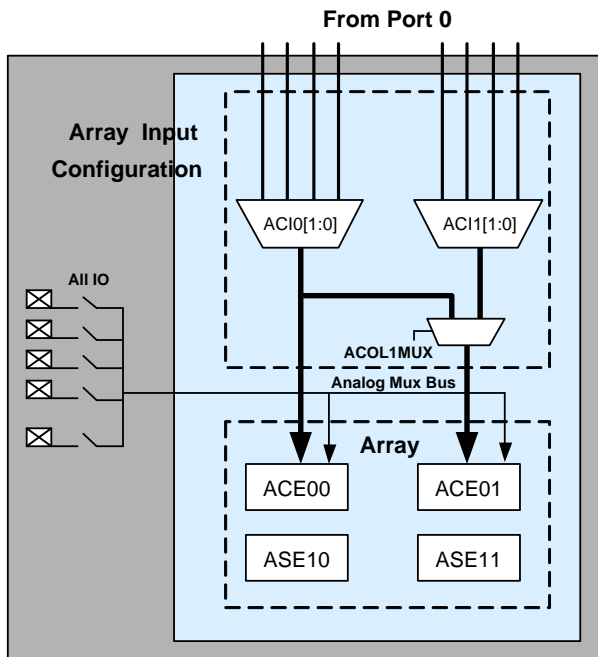 From Port 0
Array Input
Configuration
ACI0[1:0]
ACI1[1:0]
All IO
ACOL1MUX
Analog Mux Bus
Array
ACE00
ACE01
ASE10
ASE11